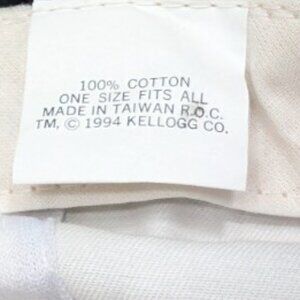 100% COTTON
ONE SIZE FITS ALL
MADE IN TAIWAN R.O.C.
TM, © 1994 KELLOGG CO.